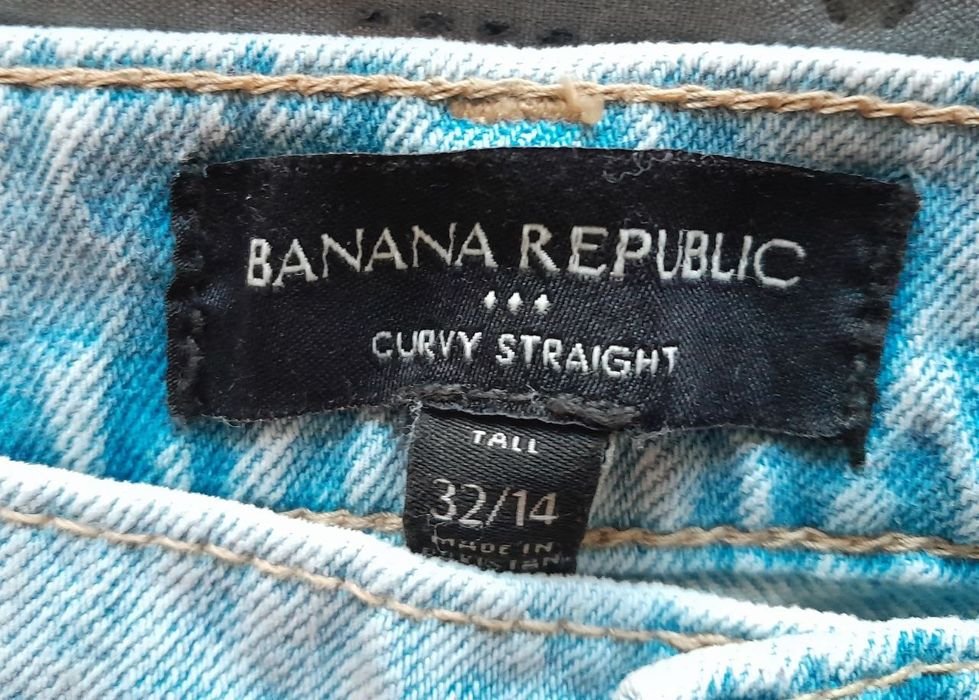 BANANA REPUBLIC
CURVY STRAIGHT
TALL
32/14
MADE IN